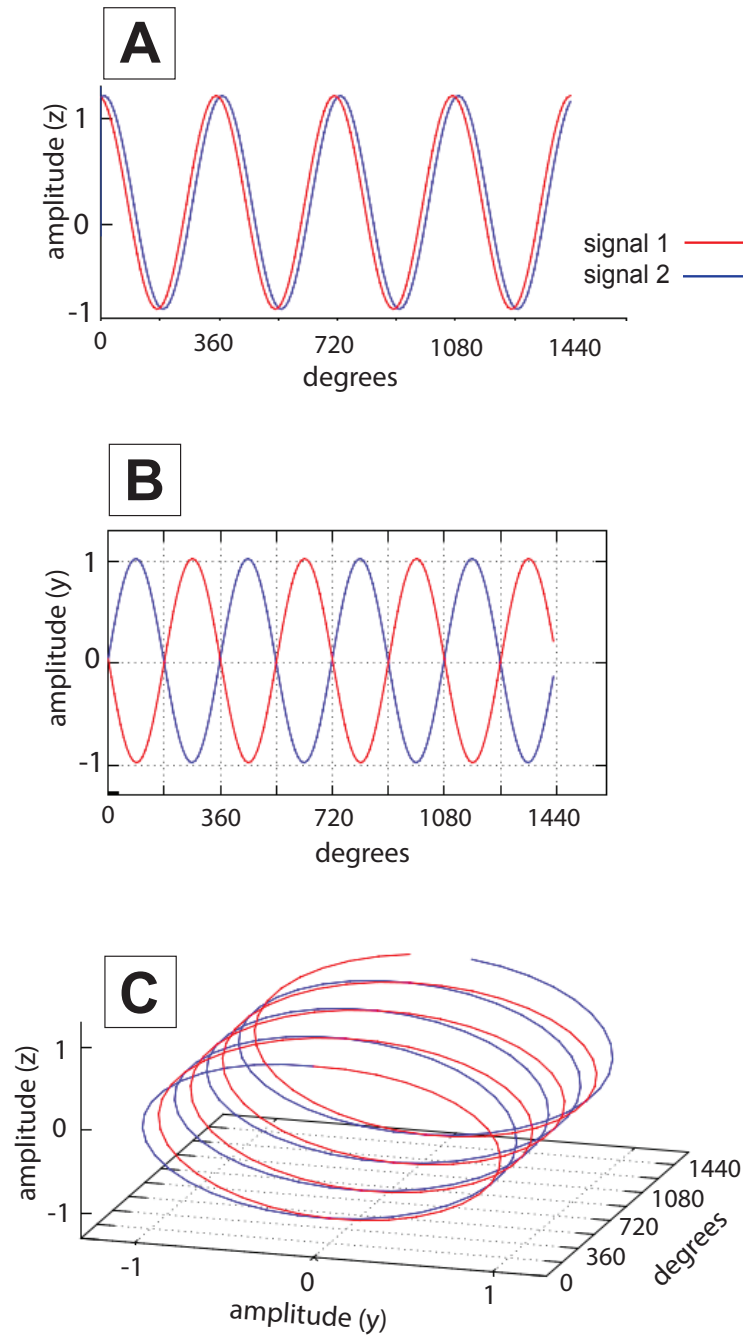 A
amplitude (z)
1
0
-1
0 360 720 1080 1440
degrees
signal 1
signal 2
B
amplitude (y)
1
0
-1
0 360 720 1080 1440
degrees
C
amplitude (z)
1
0
-1
-1 0 1
amplitude (y)
0 360 720 1080 1440
degrees